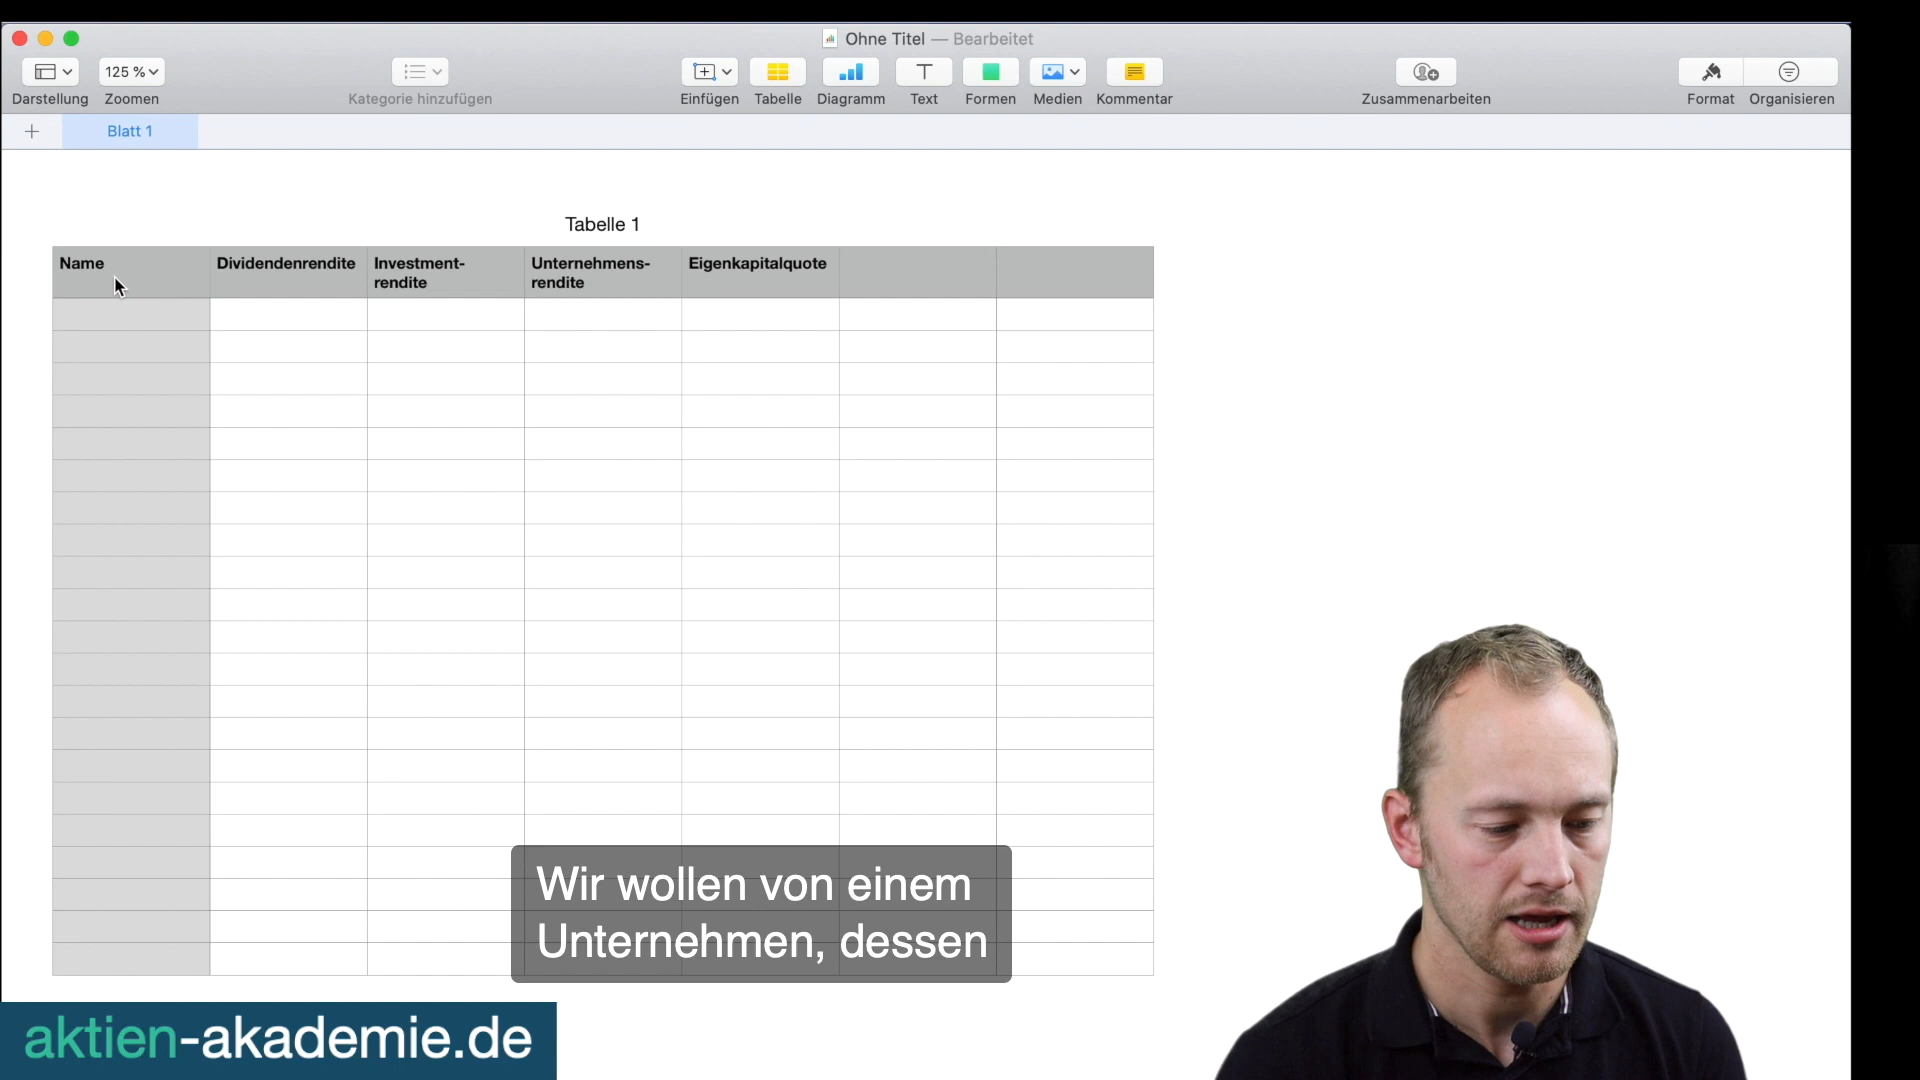 Ohne Titel — Bearbeitet
125 %
Darstellung Zoomen Kategorie hinzufügen Einfügen Tabelle Diagramm Text Formen Medien Kommentar Zusammenarbeiten Format Organisieren
Blatt 1
Tabelle 1
Name Dividendenrendite Investment- Unternehmens- Eigenkapitalquote
rendite rendite
Wir wollen von einem
Unternehmen, dessen
aktien-akademie.de